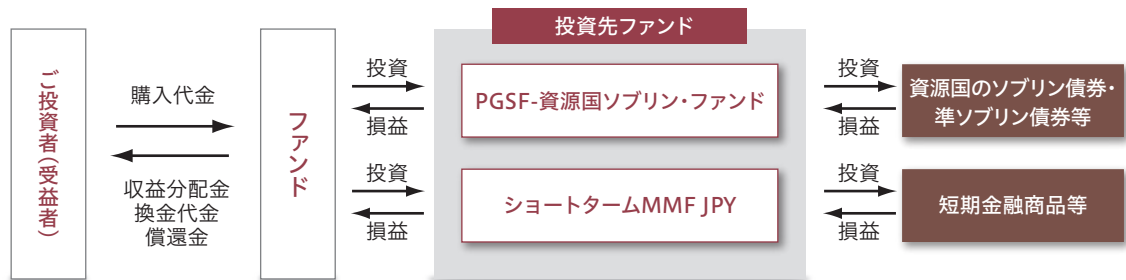 投資先ファンド
ご投資者(受益者)
購入代金
収益分配金
換金代金
償還金
ファンド
投資
損益
PGSF-資源国ソブリン・ファンド
投資
損益
資源国のソブリン債券・
準ソブリン債券等
投資
損益
ショートタームMMF JPY
投資
損益
短期金融商品等